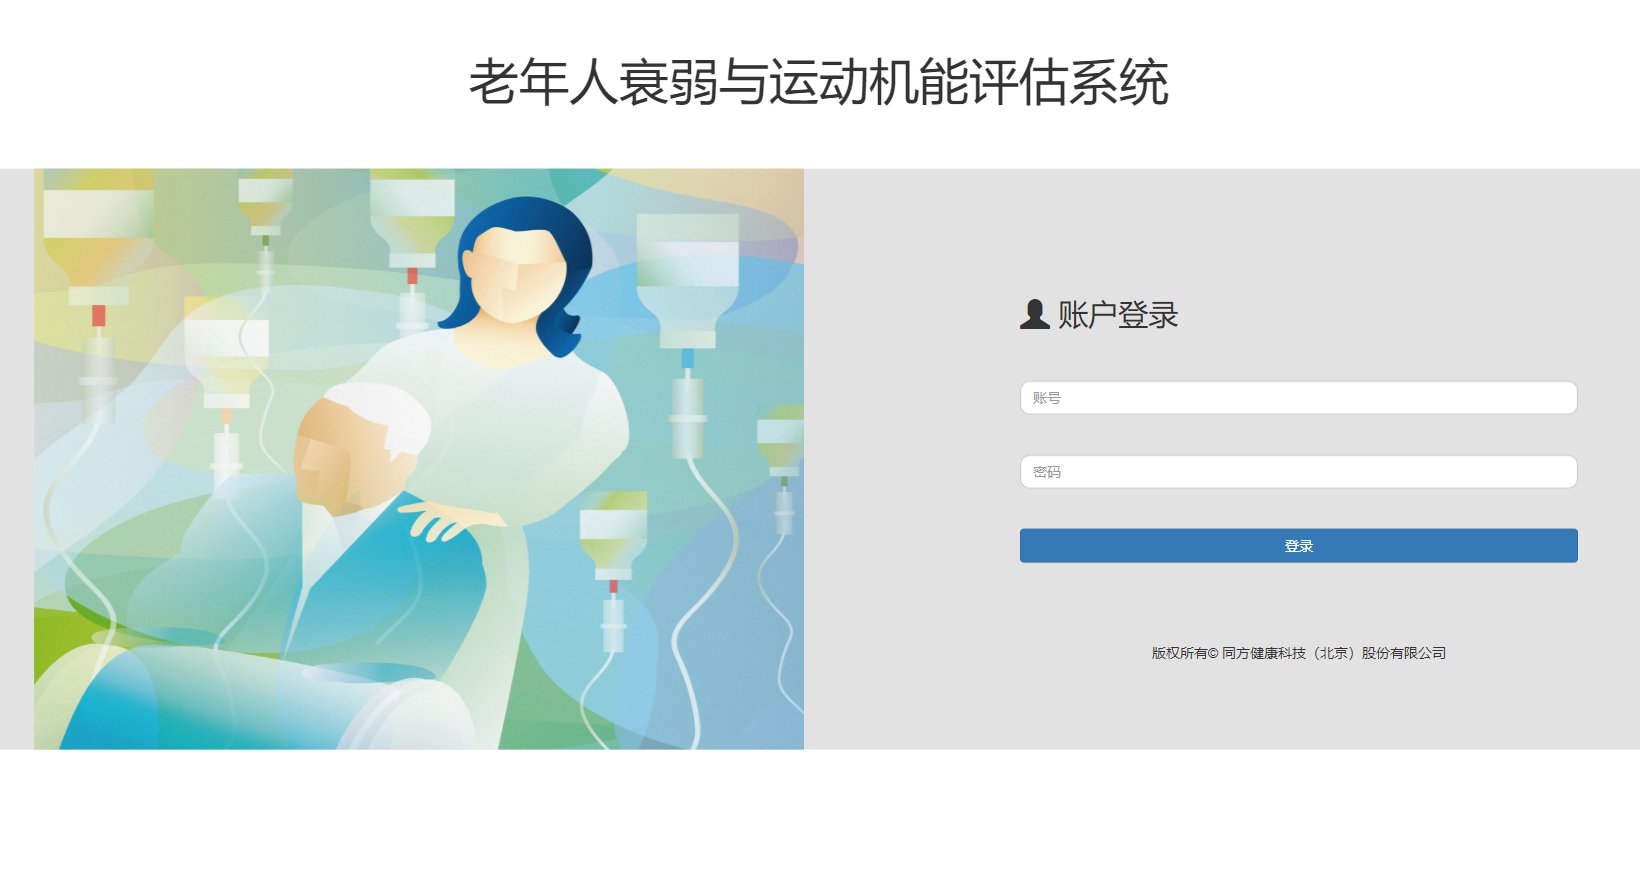 老年人衰弱与运动机能评估系统
账户登录
账号
密码
登录
版权所有© 同方健康科技（北京）股份有限公司